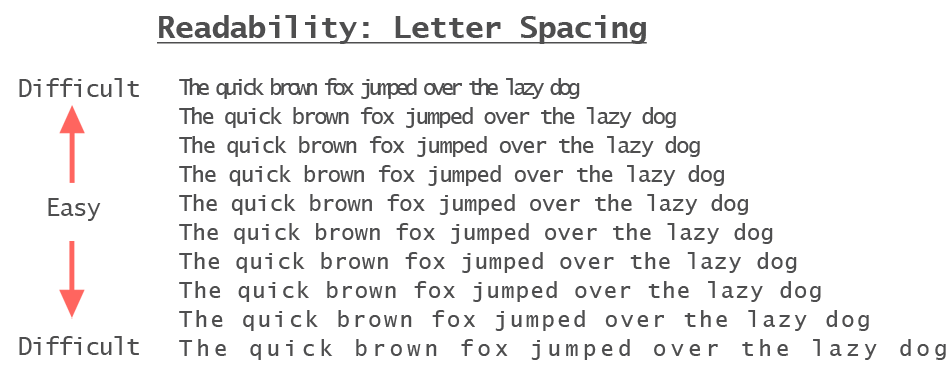 Readability: Letter Spacing
Difficult
Easy
Difficult
The quick brown fox jumped over the lazy dog
The quick brown fox jumped over the lazy dog
The quick brown fox jumped over the lazy dog
The quick brown fox jumped over the lazy dog
The quick brown fox jumped over the lazy dog
The quick brown fox jumped over the lazy dog
The quick brown fox jumped over the lazy dog
The quick brown fox jumped over the lazy dog
The quick brown fox jumped over the lazy dog
The quick brown fox jumped over the lazy dog